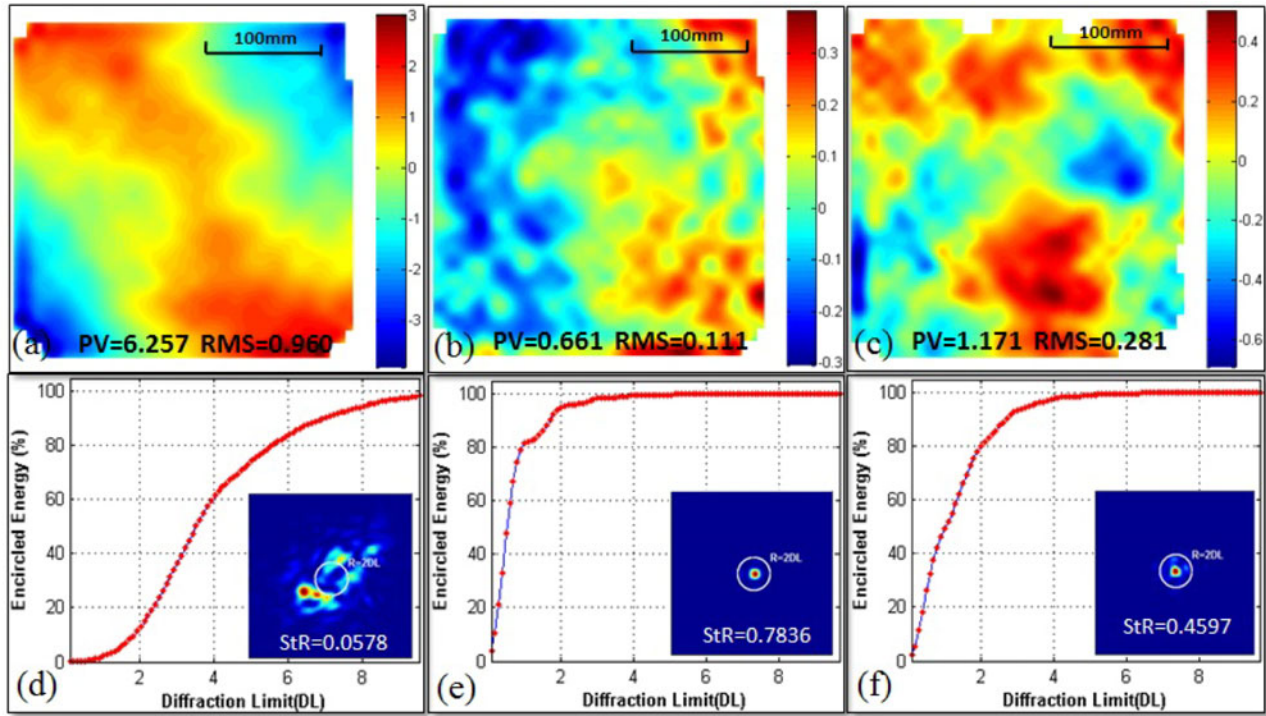 100mm
3
2
1
0
-1
-2
-3
(a) PV=6.257 RMS=0.960
100mm
0.3
0.2
0.1
0
-0.1
-0.2
-0.3
(b) PV=0.661 RMS=0.111
100mm
0.4
0.2
0
-0.2
-0.4
-0.6
(c) PV=1.171 RMS=0.281
Encircled Energy (%)
100
80
60
40
20
0
R=2DL
StR=0.0578
2 4 6 8
(d) Diffraction Limit(DL)
Encircled Energy (%)
100
80
60
40
20
0
R=2DL
StR=0.7836
2 4 6 8
(e) Diffraction Limit(DL)
Encircled Energy (%)
100
80
60
40
20
0
R=2DL
StR=0.4597
2 4 6 8
(f) Diffraction Limit(DL)